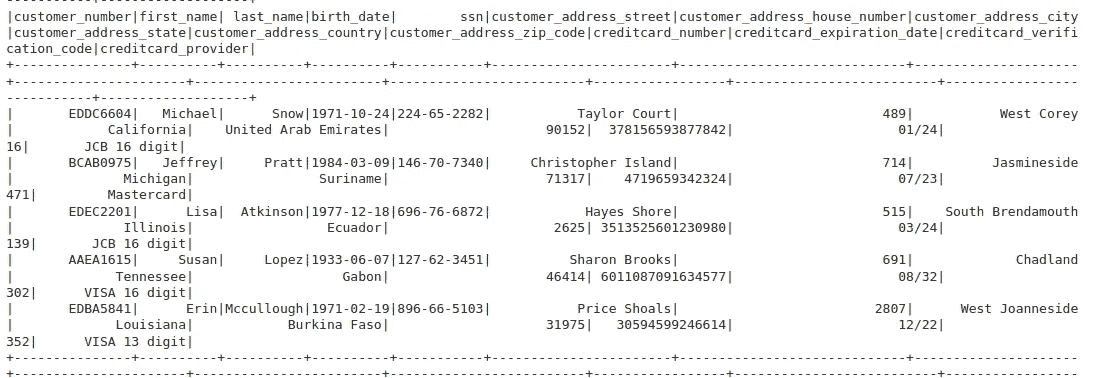 -----------+-------------------+
|customer_number|first_name| last_name|birth_date|        ssn|customer_address_street|customer_address_house_number|customer_address_city
|customer_address_state|customer_address_country|customer_address_zip_code|creditcard_number|creditcard_expiration_date|creditcard_verifi
cation_code|creditcard_provider|
+---------------+----------+----------+----------+-----------+-----------------------+-----------------------------+---------------------
+----------------------+------------------------+-------------------------+-----------------+--------------------------+-----------------
-----------+-------------------+
|       EDDC6604|   Michael|      Snow|1971-10-24|224-65-2282|           Taylor Court|                          489|           West Corey
|            California|    United Arab Emirates|                    90152|  378156593877842|                     01/24|
16|       JCB 16 digit|
|       BCAB0975|   Jeffrey|     Pratt|1984-03-09|146-70-7340|     Christopher Island|                          714|          Jasmineside
|              Michigan|                Suriname|                    71317|    4719659342324|                     07/23|
471|         Mastercard|
|       EDEC2201|      Lisa|  Atkinson|1977-12-18|696-76-6872|            Hayes Shore|                          515|    South Brendamouth
|              Illinois|                 Ecuador|                     2625| 3513525601230980|                     03/24|
139|       JCB 16 digit|
|       AAEA1615|     Susan|     Lopez|1933-06-07|127-62-3451|          Sharon Brooks|                          691|             Chadland
|             Tennessee|                   Gabon|                    46414| 6011087091634577|                     08/32|
302|      VISA 16 digit|
|       EDBA5841|      Erin|Mccullough|1971-02-19|896-66-5103|           Price Shoals|                         2807|      West Joanneside
|             Louisiana|            Burkina Faso|                    31975|   30594599246614|                     12/22|
352|      VISA 13 digit|
+---------------+----------+----------+----------+-----------+-----------------------+-----------------------------+---------------------
+----------------------+------------------------+-------------------------+-----------------+--------------------------+-----------------